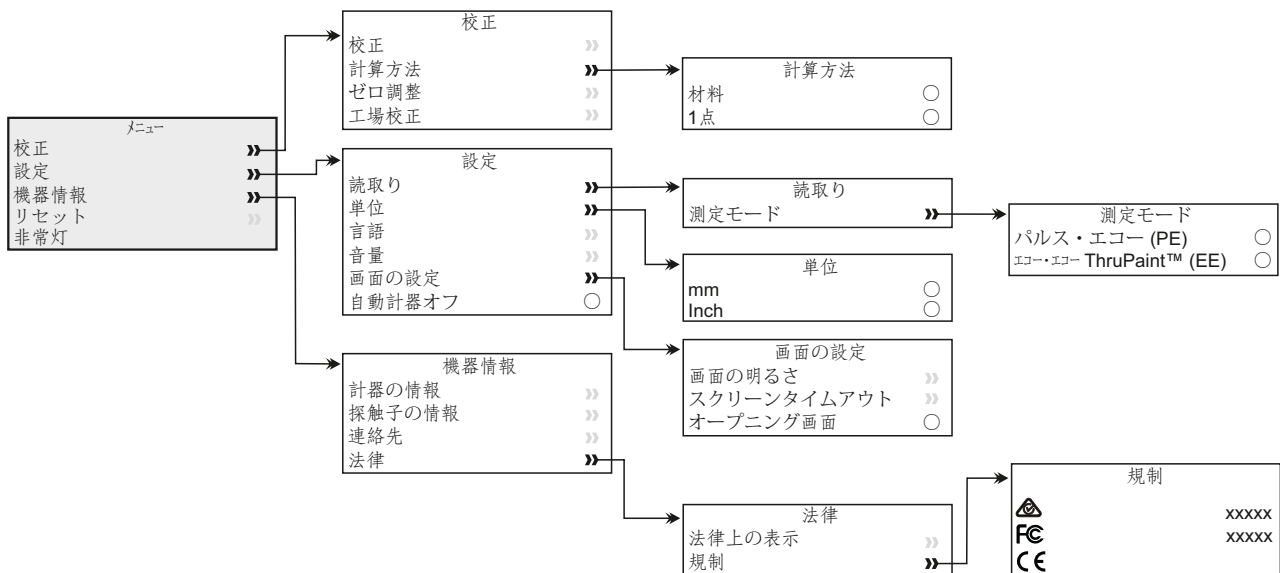 メニュー
校正
設定
機器情報
リセット
非常灯
校正
校正
計算方法
ゼロ調整
工場校正
計算方法
材料
1点
設定
読取り
単位
言語
音量
画面の設定
自動計器オフ
読取り
測定モード
測定モード
パルス・エコー (PE)
エコー・エコー ThruPaint™ (EE)
単位
mm
Inch
画面の設定
画面の明るさ
スクリーンタイムアウト
オープニング画面
機器情報
計器の情報
探触子の情報
連絡先
法律
法律
法律上の表示
規制
規制
xxxxx
FC xxxxx
CE